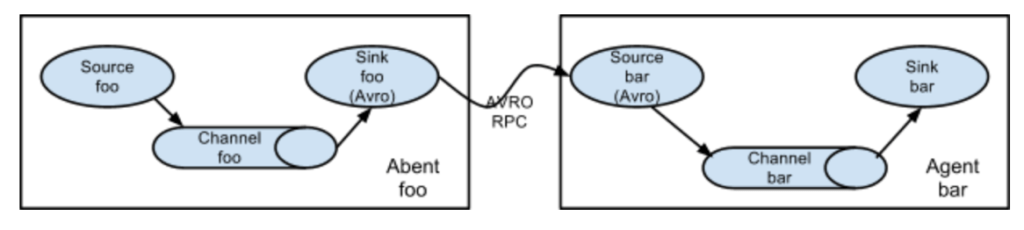 Source
foo
Sink
foo
(Avro)
Channel
foo
Abent
foo
AVRO
RPC
Source
bar
(Avro)
Sink
bar
Channel
bar
Agent
bar